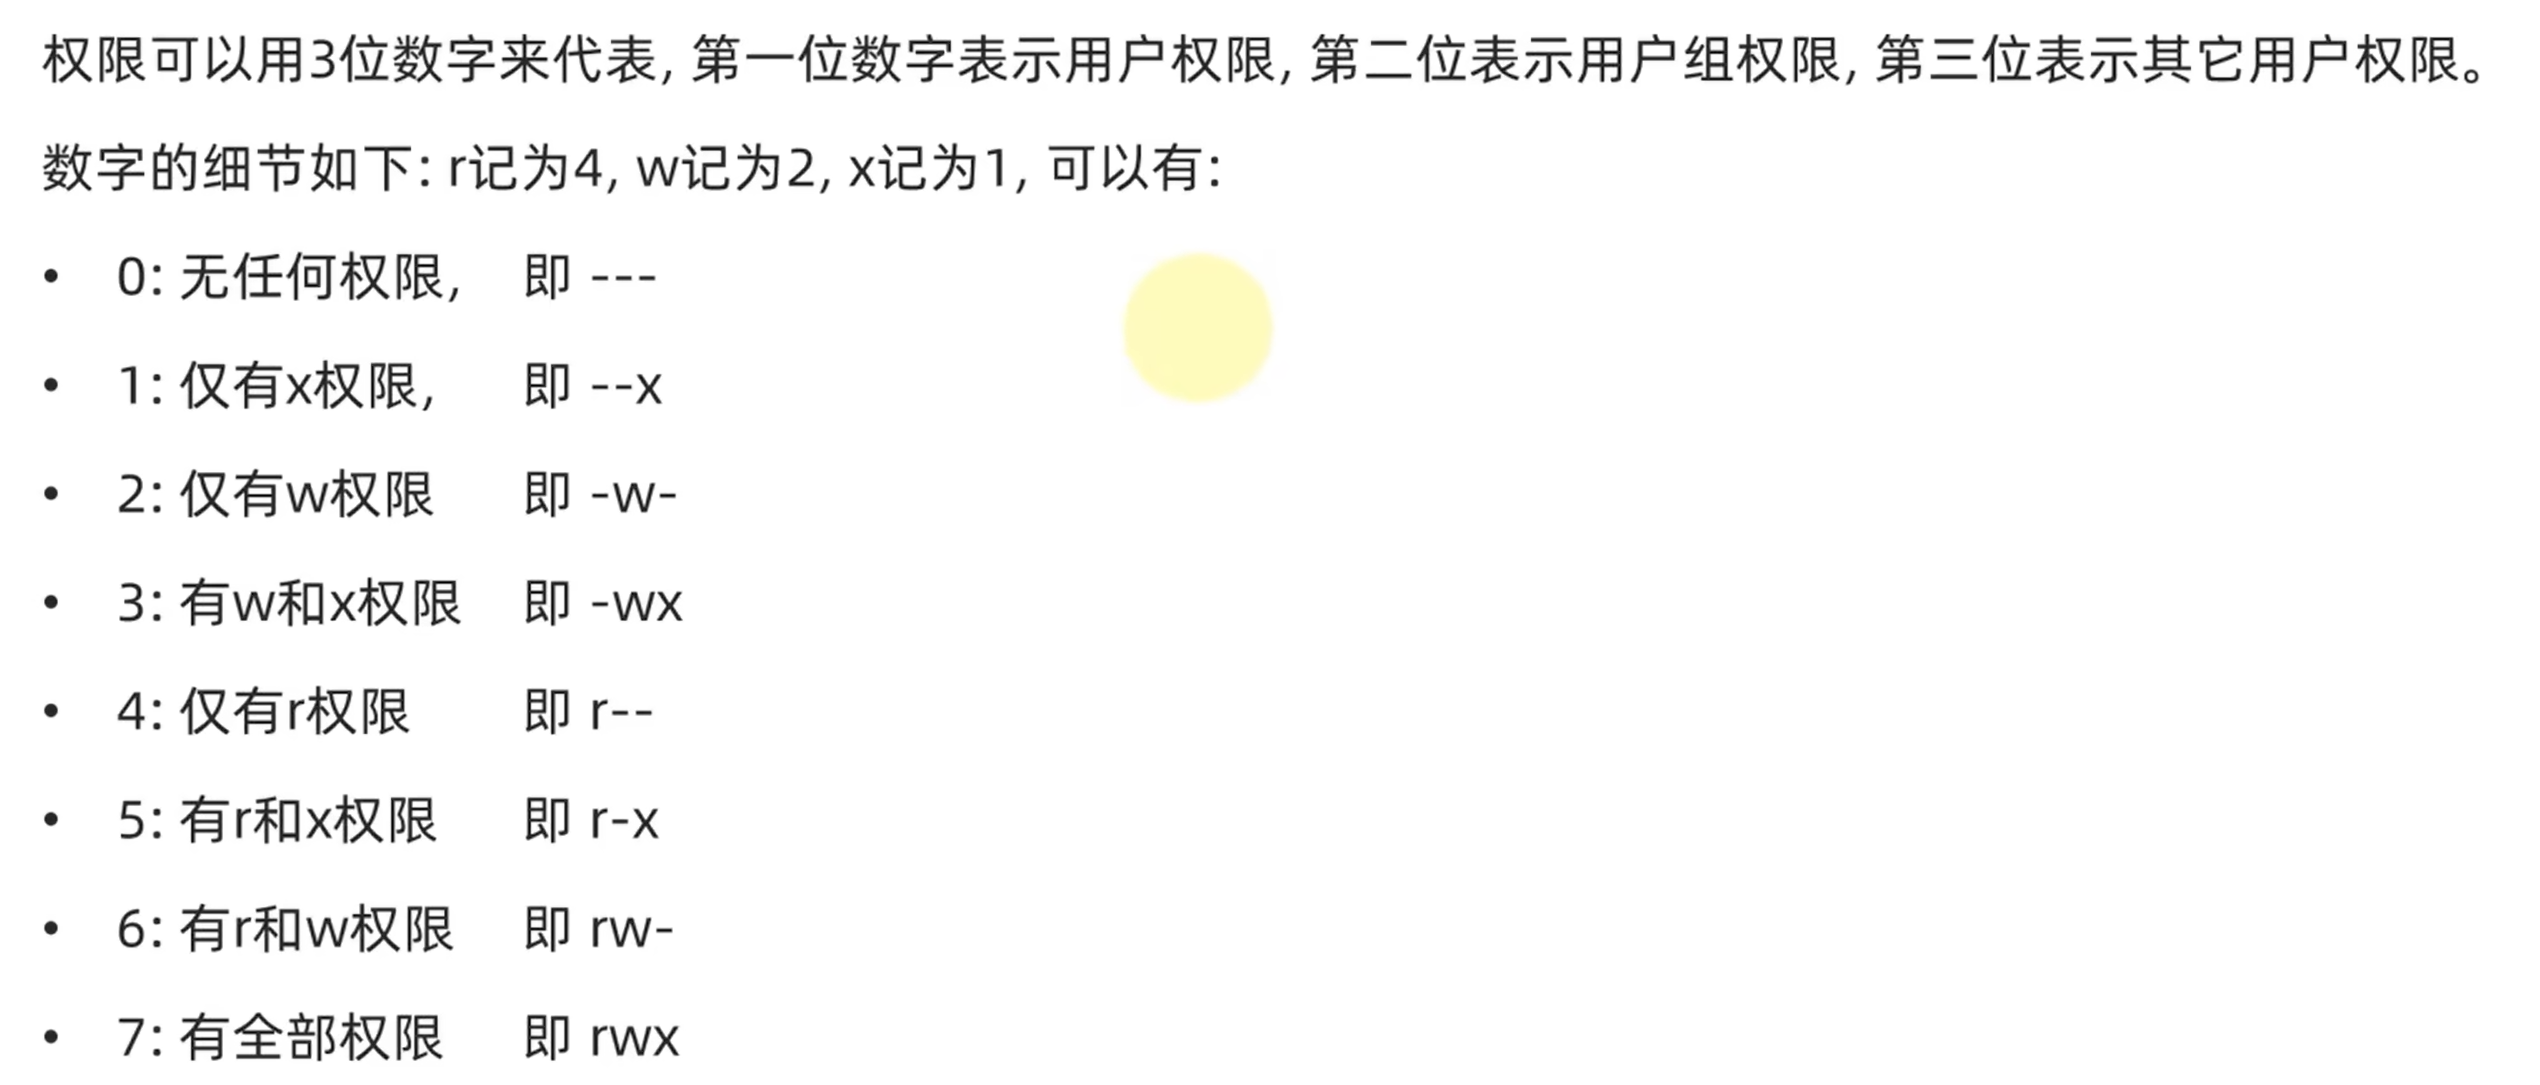 权限可以用3位数字来代表, 第一位数字表示用户权限, 第二位表示用户组权限, 第三位表示其它用户权限。
数字的细节如下: r记为4, w记为2, x记为1, 可以有:
• 0: 无任何权限, 即 ---
• 1: 仅有x权限, 即 --x
• 2: 仅有w权限 即 -w-
• 3: 有w和x权限 即 -wx
• 4: 仅有r权限 即 r--
• 5: 有r和x权限 即 r-x
• 6: 有r和w权限 即 rw-
• 7: 有全部权限 即 rwx